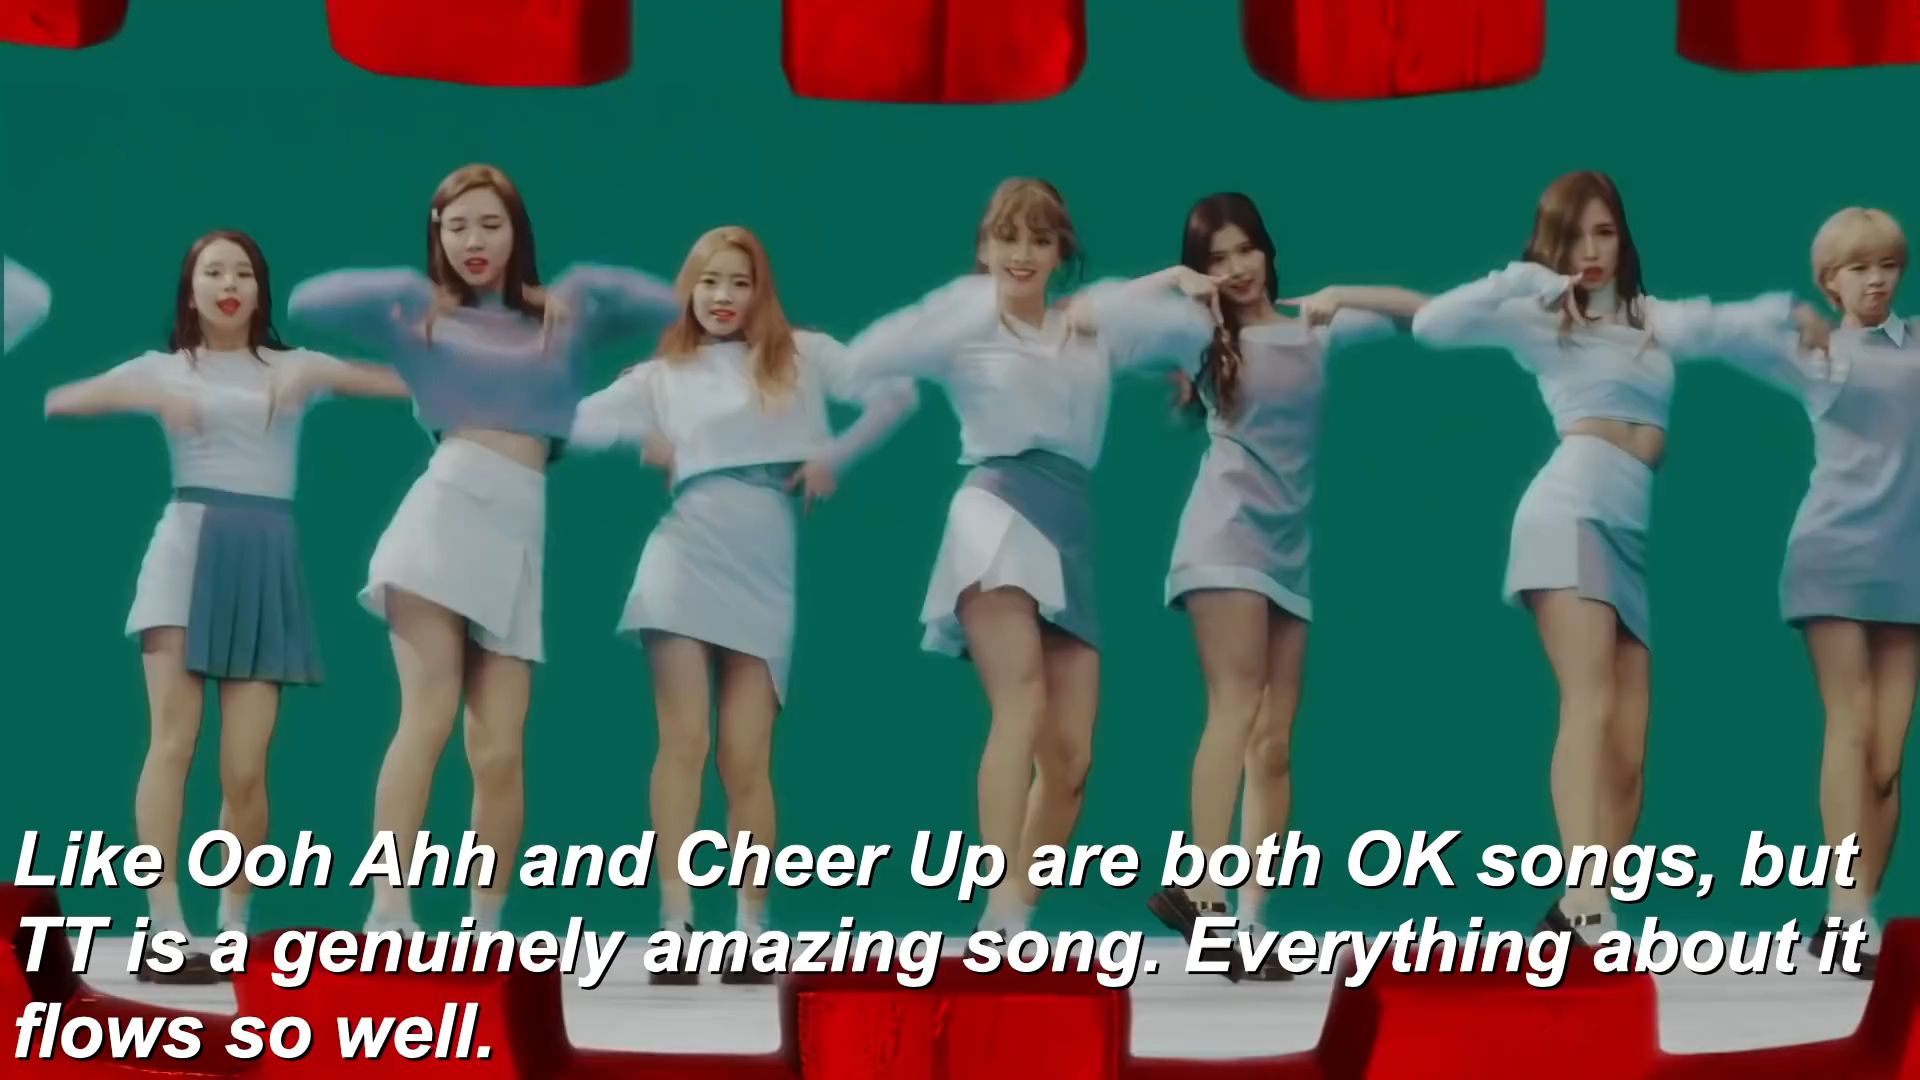 Like Ooh Ahh and Cheer Up are both OK songs, but
TT is a genuinely amazing song. Everything about it
flows so well.